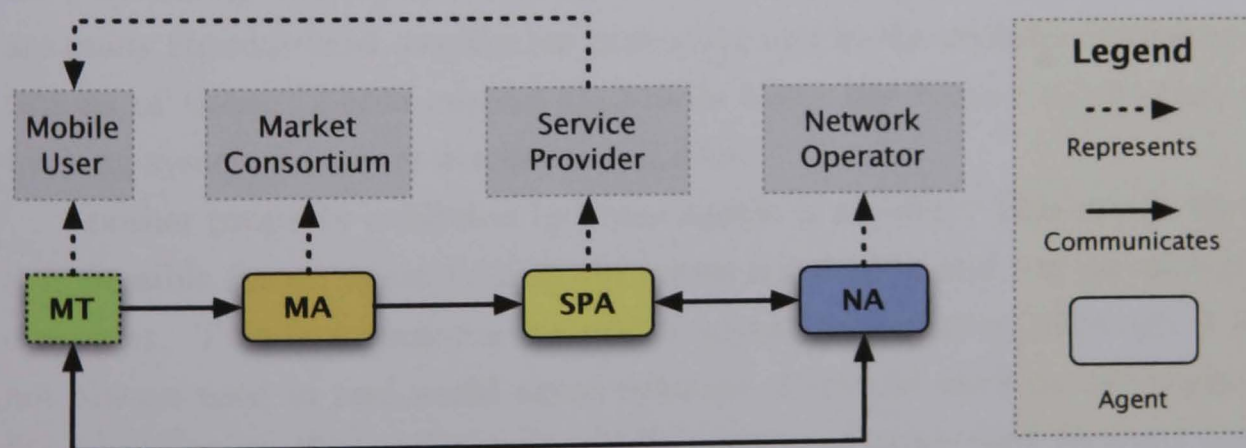 Mobile
User
Market
Consortium
Service
Provider
Network
Operator
MT
MA
SPA
NA
Legend
Represents
Communicates
Agent